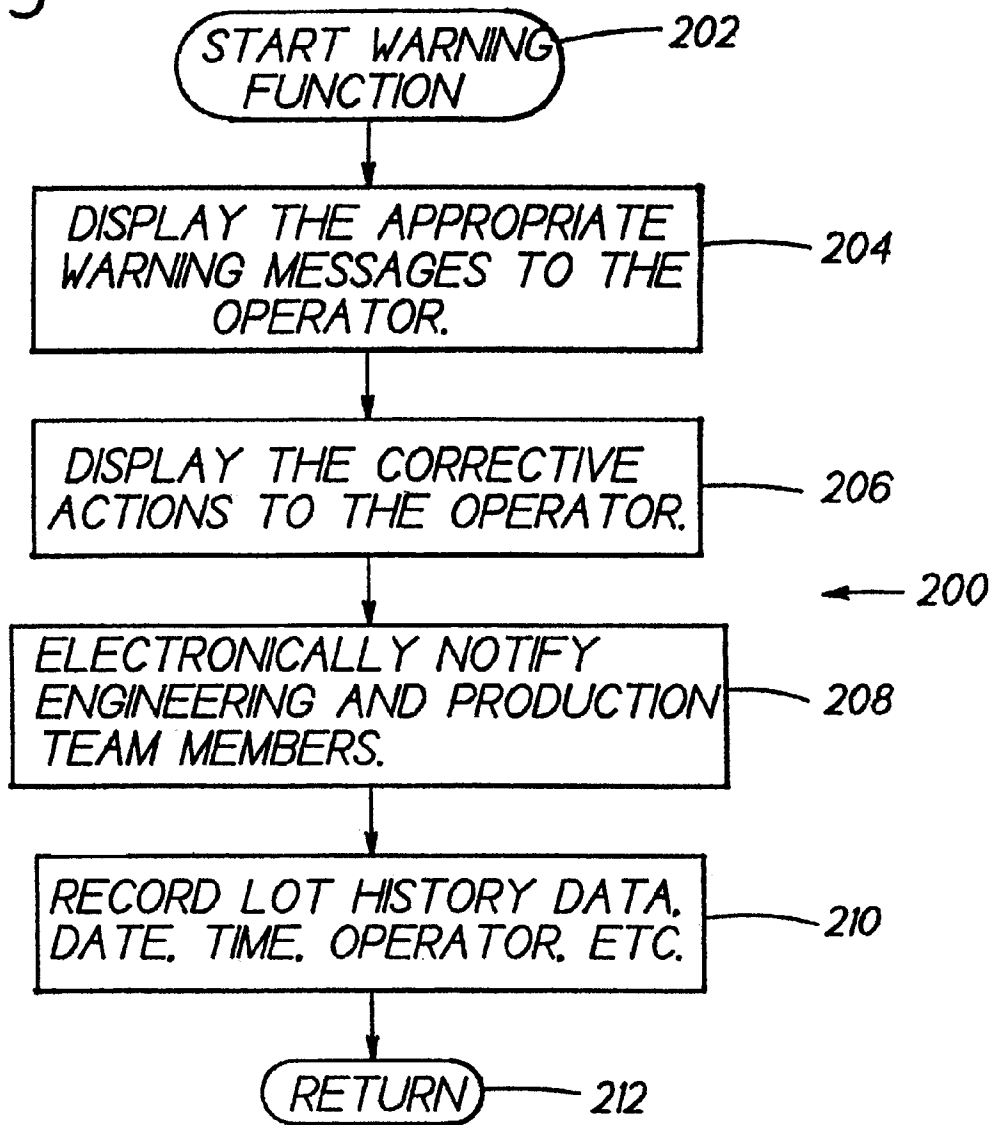 START WARNING
FUNCTION
202
DISPLAY THE APPROPRIATE
WARNING MESSAGES TO THE
OPERATOR.
204
DISPLAY THE CORRECTIVE
ACTIONS TO THE OPERATOR.
206
200
ELECTRONICALLY NOTIFY
ENGINEERING AND PRODUCTION
TEAM MEMBERS.
208
RECORD LOT HISTORY DATA,
DATE, TIME, OPERATOR, ETC.
210
RETURN
212